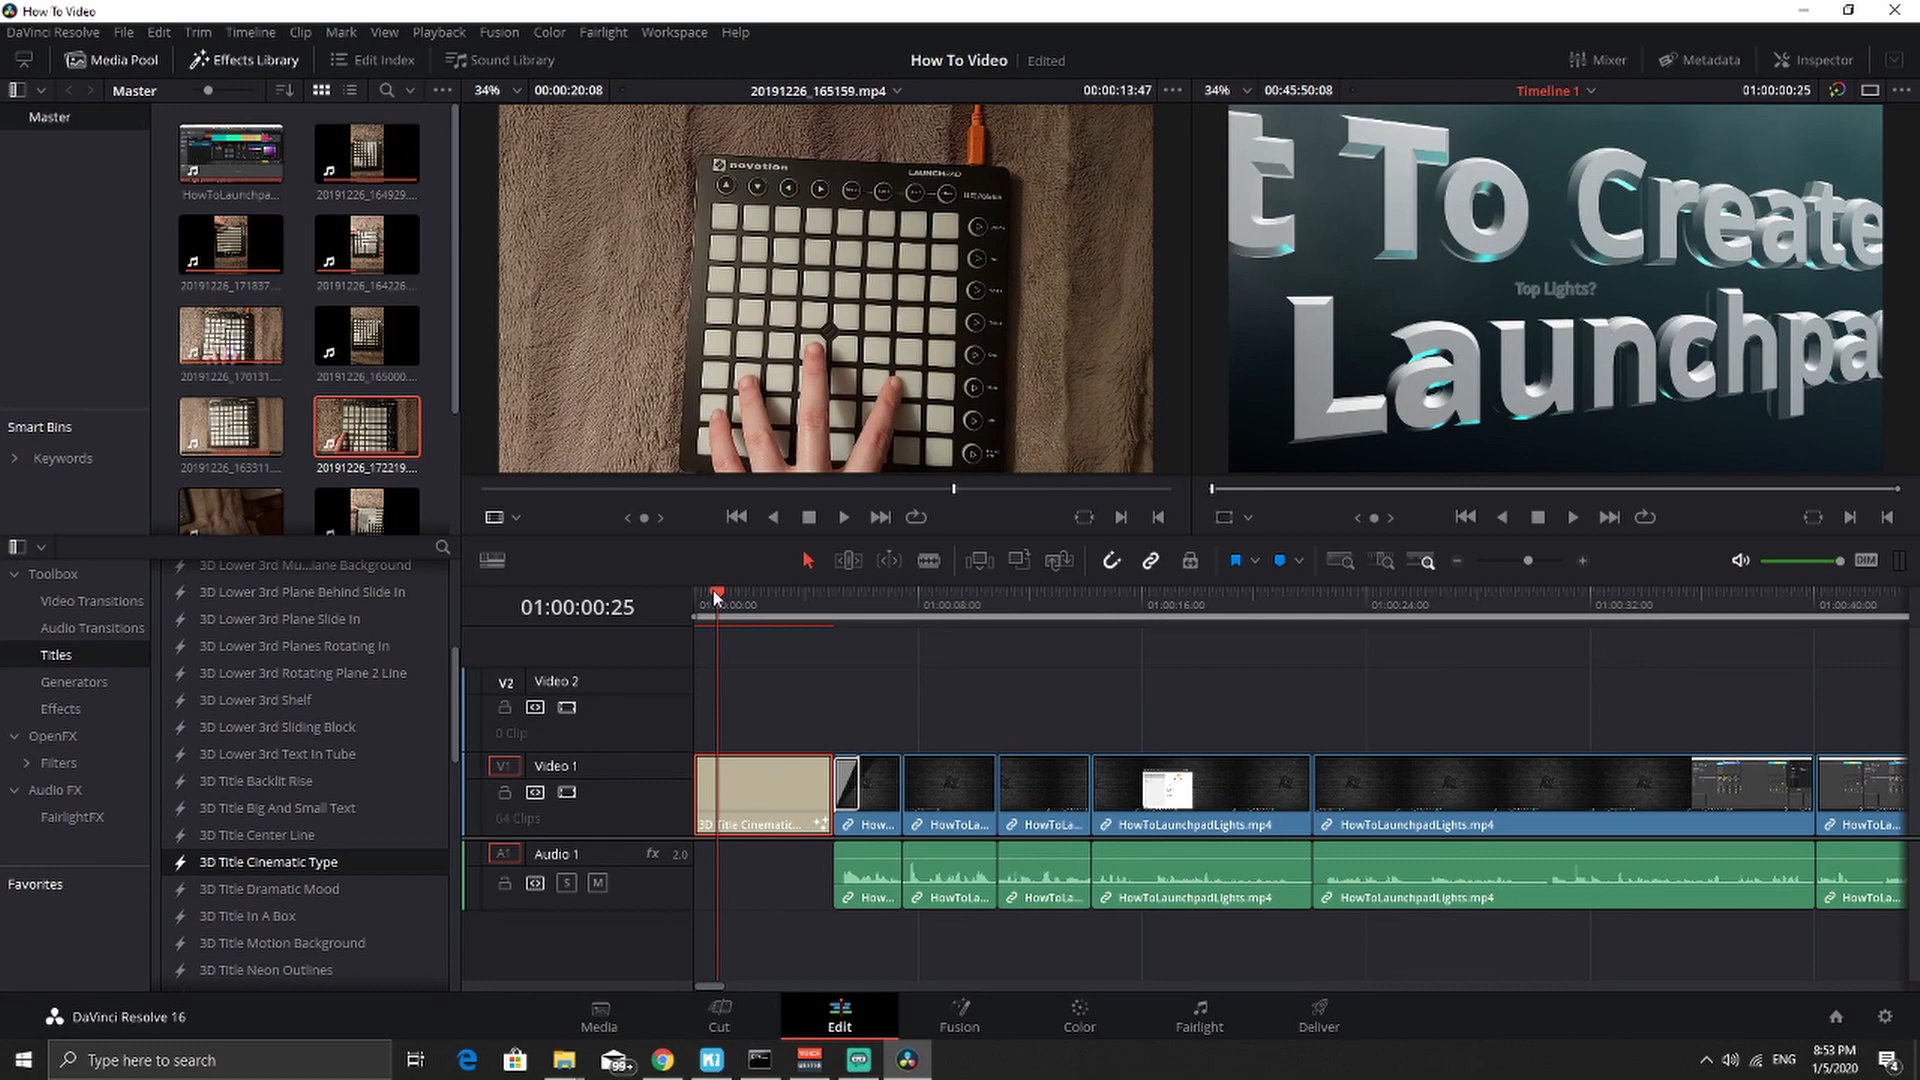 How To Video
DaVinci Resolve File Edit Trim Timeline Clip Mark View Playback Fusion Color Fairlight Workspace Help
Media Pool Effects Library Edit Index Sound Library How To Video Edited Mixer Metadata Inspector
Master 34% 00:00:20:08 20191226_165159.mp4 00:00:13:47 34% 00:45:50:08 Timeline 1 01:00:00:25
Master
HowToLaunchpa... 20191226_164929....
20191226_171837.... 20191226_164226....
20191226_170131.... 20191226_165000....
20191226_163311.... 20191226_172219....
Smart Bins
Keywords
novation
LAUNCHPAD
t To Create
Top Lights?
Launchpa
Toolbox
Video Transitions
Audio Transitions
Titles
Generators
Effects
OpenFX
Filters
Audio FX
FairlightFX
Favorites
3D Lower 3rd Mu...lane Background
3D Lower 3rd Plane Behind Slide In
3D Lower 3rd Plane Slide In
3D Lower 3rd Planes Rotating In
3D Lower 3rd Rotating Plane 2 Line
3D Lower 3rd Shelf
3D Lower 3rd Sliding Block
3D Lower 3rd Text In Tube
3D Title Backlit Rise
3D Title Big And Small Text
3D Title Center Line
3D Title Cinematic Type
3D Title Dramatic Mood
3D Title In A Box
3D Title Motion Background
3D Title Neon Outlines
DIM
01:00:00:25 01:00:08:00 01:00:16:00 01:00:24:00 01:00:32:00 01:00:40:00
V2 Video 2
0 Clip
V1 Video 1
64 Clips
3D Title Cinematic... How... HowToLa... HowToLa... HowToLaunchpadLights.mp4 HowToLaunchpadLights.mp4 HowToLa...
A1 Audio 1 fx 2.0
S M
How... HowToLa... HowToLa... HowToLaunchpadLights.mp4 HowToLaunchpadLights.mp4 HowToLa...
DaVinci Resolve 16 Media Cut Edit Fusion Color Fairlight Deliver
Type here to search 99+ ENG 8:53 PM
1/5/2020 4